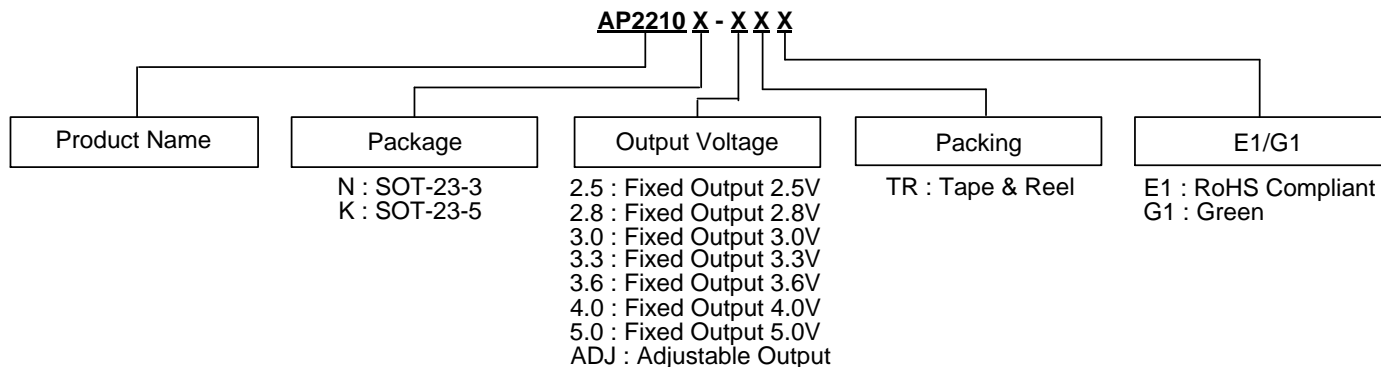 AP2210 X - X X X
Product Name
Package
Output Voltage
Packing
E1/G1
N : SOT-23-3
K : SOT-23-5
2.5 : Fixed Output 2.5V
2.8 : Fixed Output 2.8V
3.0 : Fixed Output 3.0V
3.3 : Fixed Output 3.3V
3.6 : Fixed Output 3.6V
4.0 : Fixed Output 4.0V
5.0 : Fixed Output 5.0V
ADJ : Adjustable Output
TR : Tape & Reel
E1 : RoHS Compliant
G1 : Green